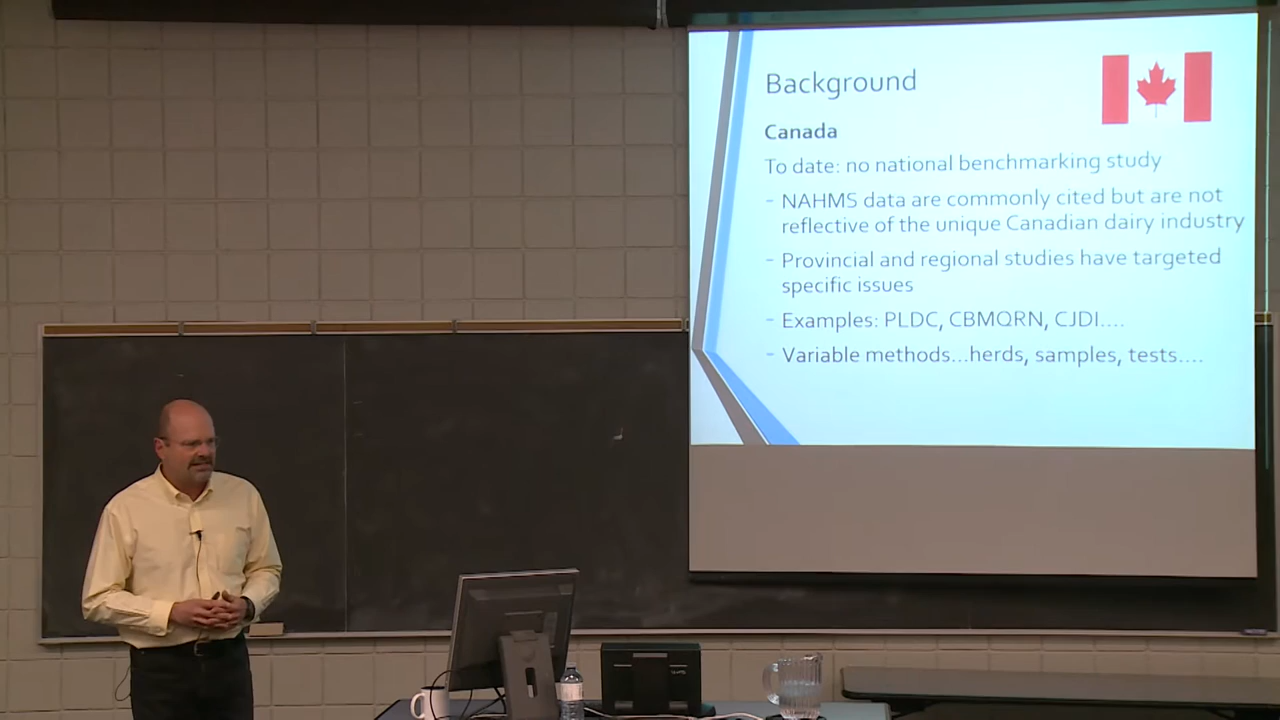 Background
Canada
To date: no national benchmarking study
- NAHMS data are commonly cited but are not
reflective of the unique Canadian dairy industry
- Provincial and regional studies have targeted
specific issues
- Examples: PLDC, CBMQRN, CJDI....
- Variable methods...herds, samples, tests....